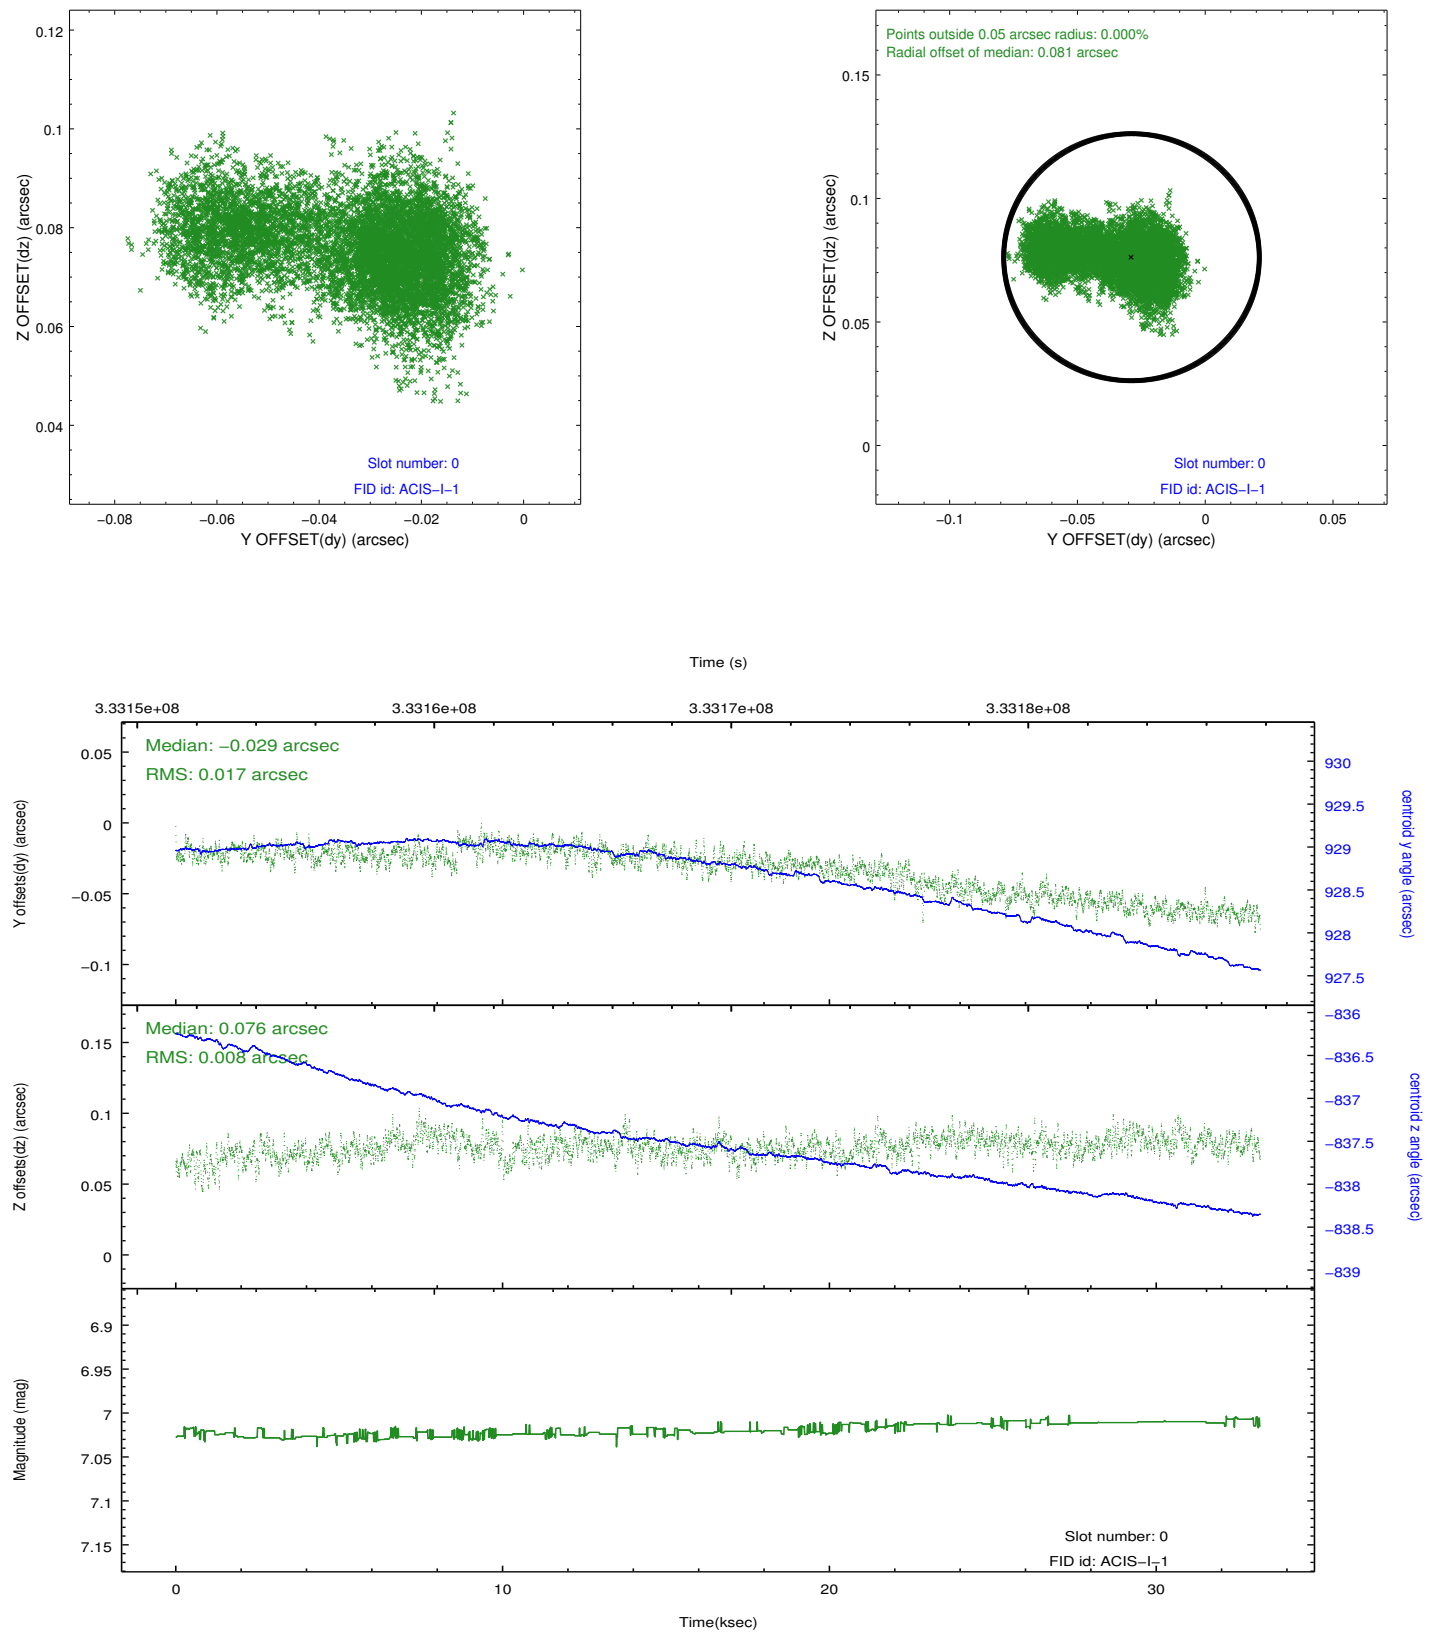 0.12
0.1
0.08
0.06
0.04
Z OFFSET(dz) (arcsec)
Slot number: 0
FID id: ACIS−I−1
−0.08
−0.06
−0.04
−0.02
0
Y OFFSET(dy) (arcsec)
Points outside 0.05 arcsec radius: 0.000%
Radial offset of median: 0.081 arcsec
0.15
0.1
0.05
0
Z OFFSET(dz) (arcsec)
Slot number: 0
FID id: ACIS−I−1
−0.1
−0.05
0
0.05
Y OFFSET(dy) (arcsec)
Time (s)
3.3315e+08
3.3316e+08
3.3317e+08
3.3318e+08
Median: −0.029 arcsec
RMS: 0.017 arcsec
0.05
0
−0.05
−0.1
Y offsets(dy) (arcsec)
930
929.5
929
928.5
928
927.5
centroid y angle (arcsec)
Median: 0.076 arcsec
RMS: 0.008 arcsec
0.15
0.1
0.05
0
Z offsets(dz) (arcsec)
−836
−836.5
−837
−837.5
−838
−838.5
−839
centroid z angle (arcsec)
6.9
6.95
7
7.05
7.1
7.15
Magnitude (mag)
Slot number: 0
FID id: ACIS−I−1
0
10
20
30
Time(ksec)